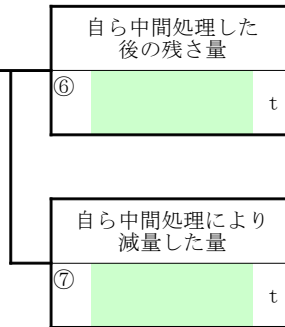 自ら中間処理した
後の残さ量
⑥
t
自ら中間処理により
減量した量
⑦
t